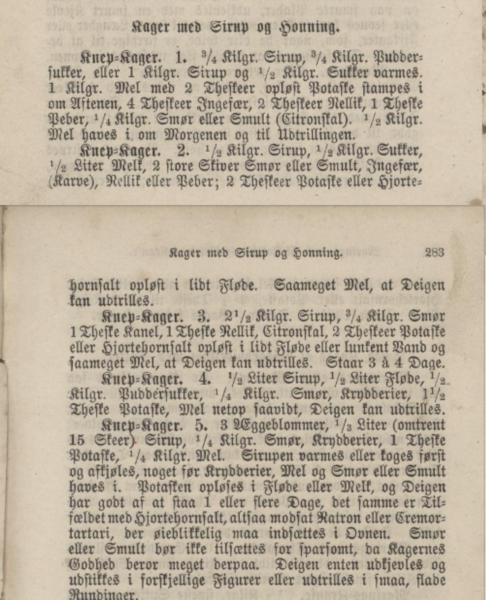 Kager med Sirup og Honning.
Knep-Kager. 1. 3/4 Kilgr. Sirup, 3/4 Kilgr. Pudder-
sukker, eller 1 Kilgr. Sirup og 1/2 Kilgr. Sukker varmes.
1 Kilgr. Mel med 2 Theskeer opløst Potaske stampes i
om Aftenen, 4 Theskeer Ingefær, 2 Theskeer Nellik, 1 Theske
Peber, 1/4 Kilgr. Smør eller Smult (Citronskal). 1/2 Kilgr.
Mel haves i om Morgenen og til Udtrillingen.
Knep-Kager. 2. 1/2 Kilgr. Sirup, 1/2 Kilgr. Sukker,
1/2 Liter Melk, 2 store Skiver Smør eller Smult, Ingefær,
(Karve), Nellik eller Peber; 2 Theskeer Potaske eller Hjorte-
Kager med Sirup og Honning. 283
hornsalt opløst i lidt Fløde. Saameget Mel, at Deigen
kan udtrilles.
Knep-Kager. 3. 2 1/2 Kilgr. Sirup, 3/4 Kilgr. Smør
1 Theske Kanel, 1 Theske Nellik, Citronskal, 2 Theskeer Potaske
eller Hjortehornsalt opløst i lidt Fløde eller lunkent Vand og
saameget Mel, at Deigen kan udtrilles. Staar 3 à 4 Dage.
Knep-Kager. 4. 1/2 Liter Sirup, 1/2 Liter Fløde, 1/2
Kilgr. Puddersukker, 1/4 Kilgr. Smør, Krydderier, 1 1/2
Theske Potaske, Mel netop saavidt, Deigen kan udtrilles.
Knep-Kager. 5. 3 Æggeblommer, 1/2 Liter (omtrent
15 Skeer) Sirup, 1/4 Kilgr. Smør, Krydderier, 1 Theske
Potaske, 1/4 Kilgr. Mel. Sirupen varmes eller koges først
og afkjøles, noget før Krydderier, Mel og Smør eller Smult
haves i. Potasken opløses i Fløde eller Melk, og Deigen
har godt af at staa 1 eller flere Dage, det samme er Til-
fældet med Hjortehornsalt, altsaa modsat Natron eller Cremor-
tartari, der øieblikkelig maa indsættes i Ovnen. Smør
eller Smult bør ikke tilsættes for sparsomt, da Kagernes
Godhed beror meget derpaa. Deigen enten udkjevles og
udstikkes i forskjellige Figurer eller udtrilles i smaa, flade
Rundinger.